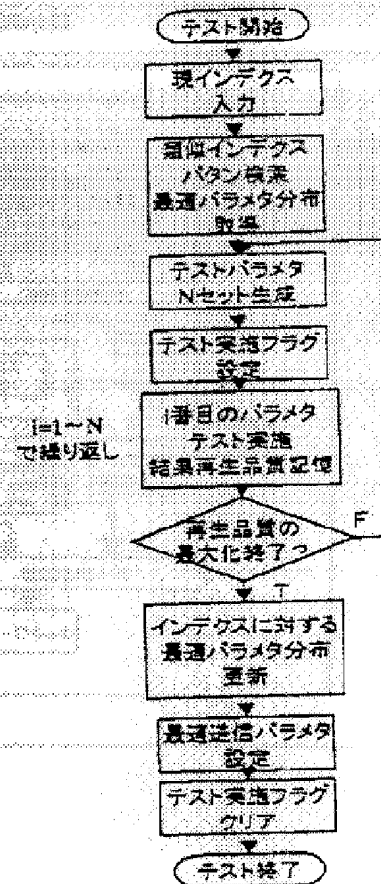 テスト開始
現インデクス
入力
類似インデクス
パタン検索
最適パラメタ分布
取得
テストパラメタ
Nセット生成
テスト実施フラグ
設定
i番目のパラメタ
テスト実施
結果再生品質記憶
i=1～N
で繰り返し
再生品質の
最大化終了？
F
T
インデクスに対する
最適パラメタ分布
更新
最適送信パラメタ
設定
テスト実施フラグ
クリア
テスト終了